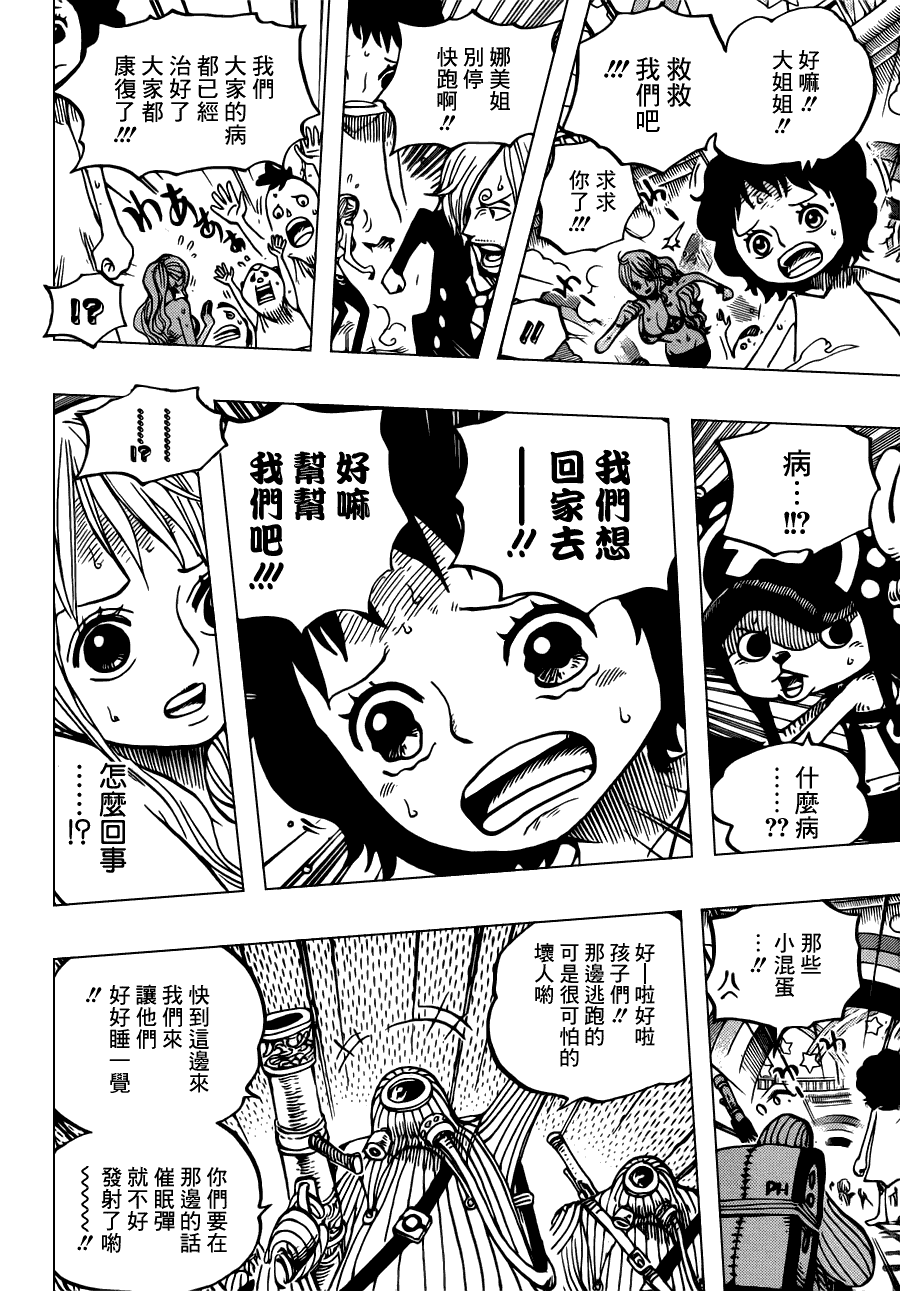 好嘛!!
大姐姐!!
救救
我們吧
!!!
求求
你了!!!
!!
娜美姐
別停
快跑啊!!
我們
大家的病
都已經
治好了
大家都
康復了!!!
わああああ
!?
病…
!!?
什麼病
……??
我們想
回家去
——!!
好嘛
幫幫
我們吧!!!
………
………!?
怎麼回事
……!?
那些
小混蛋
…!!
好—啦好啦
孩子們!!
那邊逃跑的
可是很可怕的
壞人喲
PH
快到這邊來
我們來
讓他們
好好睡一覺
!!
你們要在
那邊的話
催眠彈
就不好
發射了喲
~~~~!!